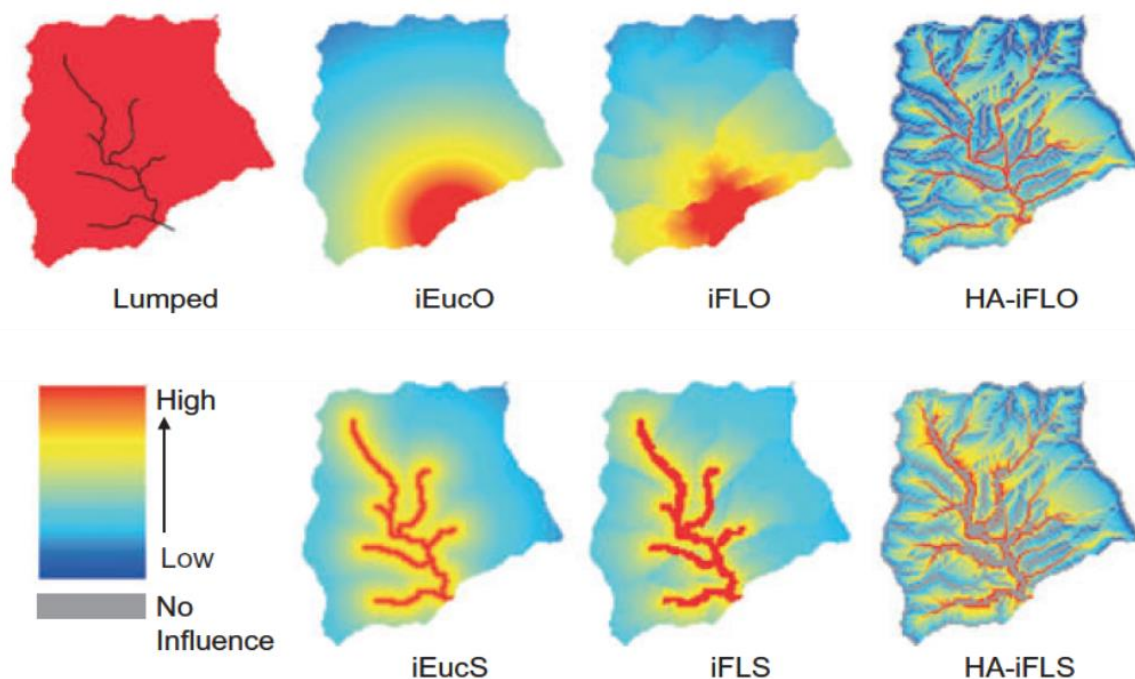 Lumped
iEucO
iFLO
HA-iFLO
High
Low
No
Influence
iEucS
iFLS
HA-iFLS